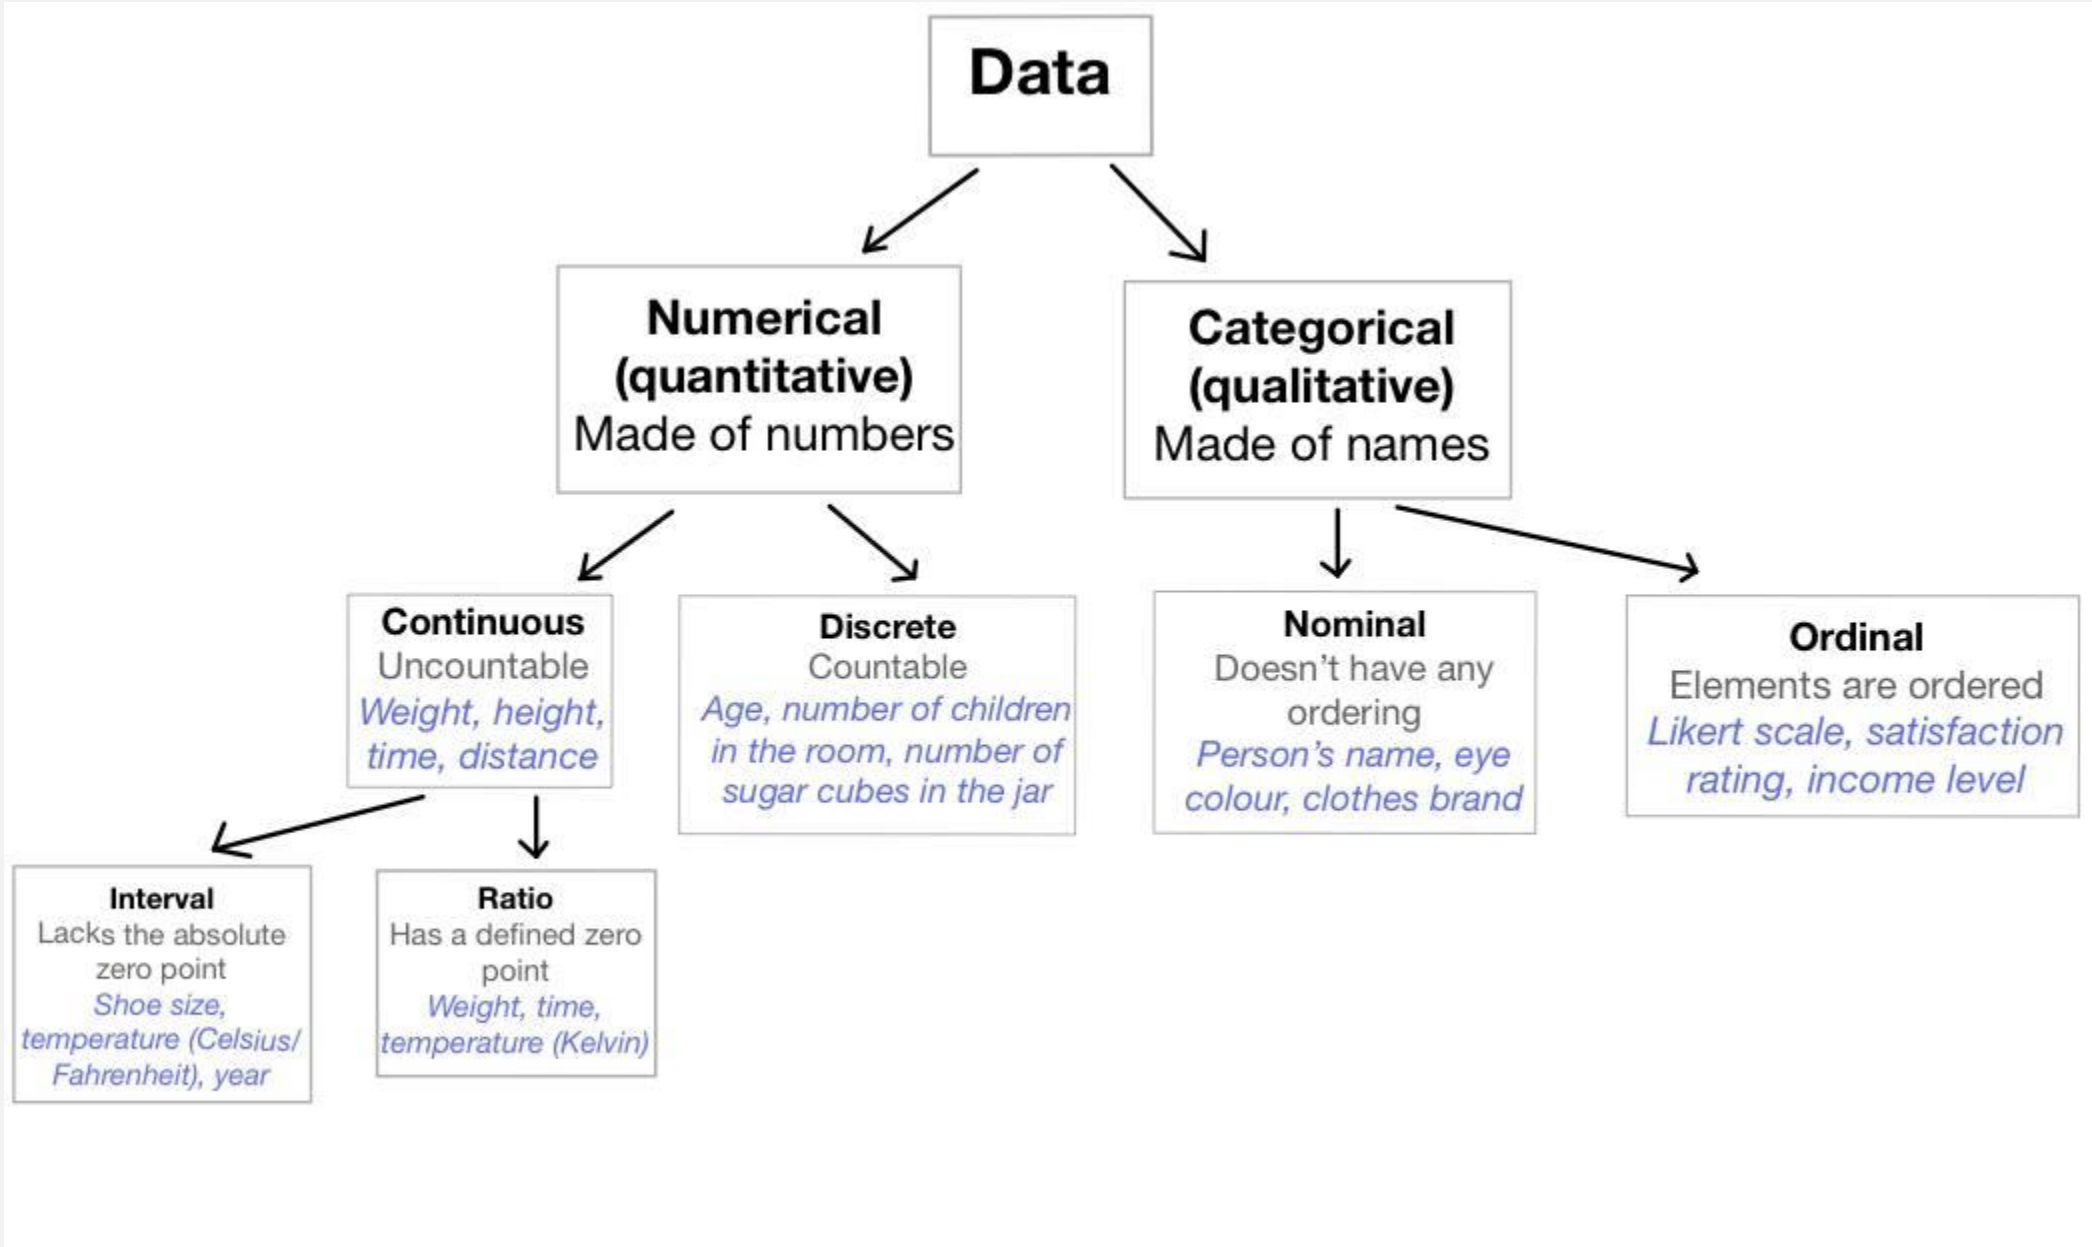 Data
Numerical
(quantitative)
Made of numbers
Categorical
(qualitative)
Made of names
Continuous
Uncountable
Weight, height,
time, distance
Discrete
Countable
Age, number of children
in the room, number of
sugar cubes in the jar
Nominal
Doesn't have any
ordering
Person's name, eye
colour, clothes brand
Ordinal
Elements are ordered
Likert scale, satisfaction
rating, income level
Interval
Lacks the absolute
zero point
Shoe size,
temperature (Celsius/
Fahrenheit), year
Ratio
Has a defined zero
point
Weight, time,
temperature (Kelvin)